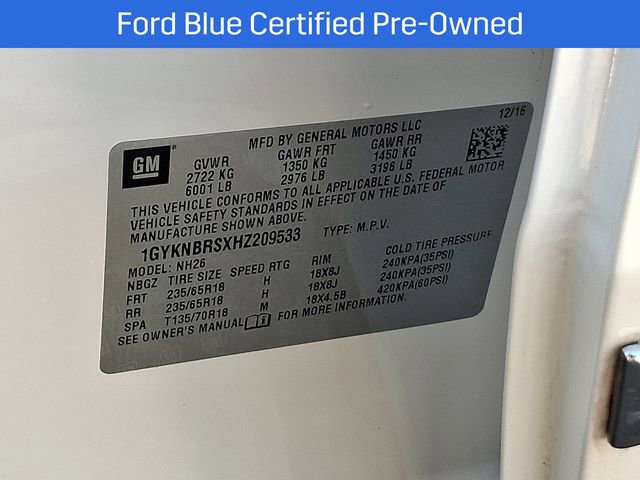 Ford Blue Certified Pre-Owned
GM ® MFD BY GENERAL MOTORS LLC 12/16
GVWR GAWR FRT GAWR RR
2722 KG 1350 KG 1450 KG
6001 LB 2976 LB 3196 LB
THIS VEHICLE CONFORMS TO ALL APPLICABLE U.S. FEDERAL MOTOR
VEHICLE SAFETY STANDARDS IN EFFECT ON THE DATE OF
MANUFACTURE SHOWN ABOVE.
1GYKNBRSXHZ209533 TYPE: M.P.V.
MODEL: NH26
NBGZ TIRE SIZE SPEED RTG RIM COLD TIRE PRESSURE
FRT 235/65R18 H 18X8J 240KPA(35PSI)
RR 235/65R18 H 18X8J 240KPA(35PSI)
SPA T135/70R18 M 18X4.5B 420KPA(60PSI)
SEE OWNER'S MANUAL FOR MORE INFORMATION.